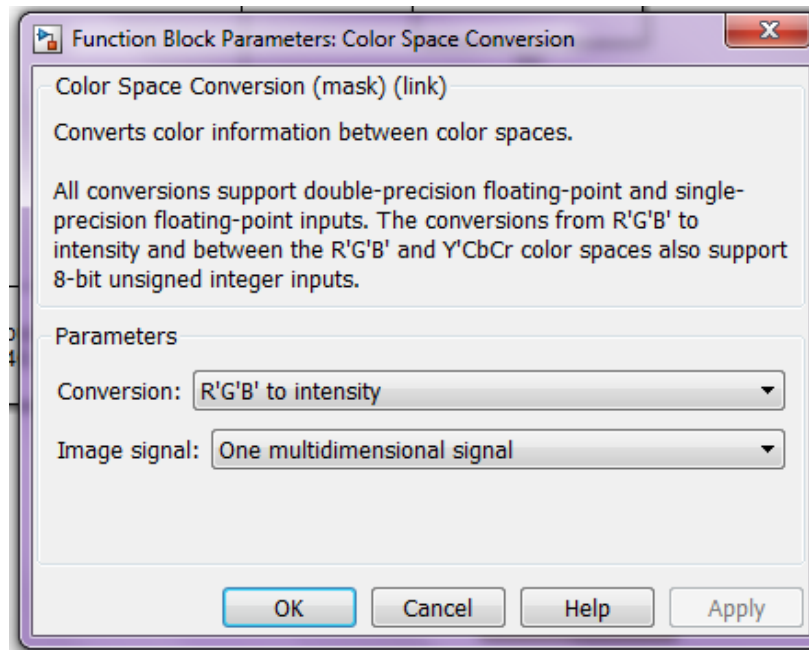 Function Block Parameters: Color Space Conversion
Color Space Conversion (mask) (link)
Converts color information between color spaces.
All conversions support double-precision floating-point and single-
precision floating-point inputs. The conversions from R'G'B' to
intensity and between the R'G'B' and Y'CbCr color spaces also support
8-bit unsigned integer inputs.
Parameters
Conversion: R'G'B' to intensity
Image signal: One multidimensional signal
OK Cancel Help Apply